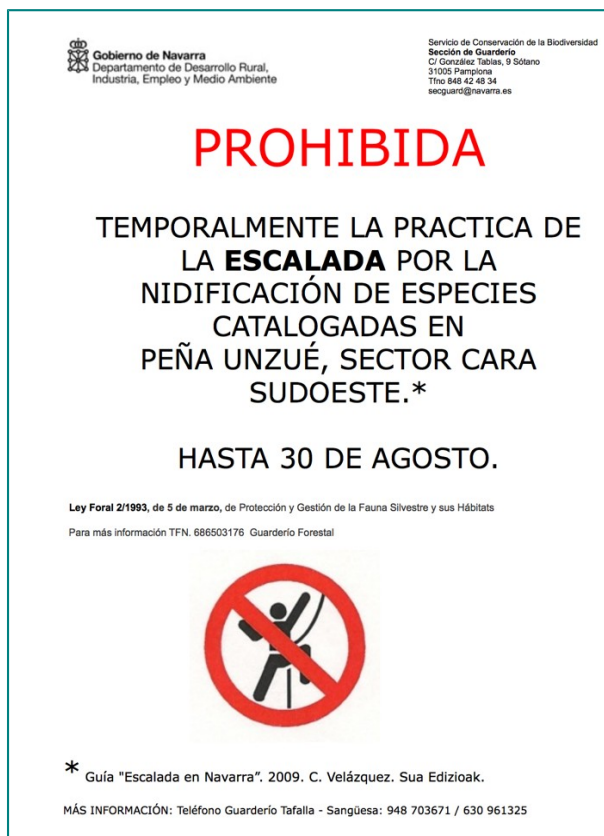 Gobierno de Navarra
Departamento de Desarrollo Rural,
Industria, Empleo y Medio Ambiente
Servicio de Conservación de la Biodiversidad
Sección de Guarderío
C/ González Tablas, 9 Sótano
31005 Pamplona
Tfno 848 42 48 34
secguard@navarra.es
PROHIBIDA
TEMPORALMENTE LA PRACTICA DE
LA ESCALADA POR LA
NIDIFICACIÓN DE ESPECIES
CATALOGADAS EN
PEÑA UNZUÉ, SECTOR CARA
SUDOESTE.*
HASTA 30 DE AGOSTO.
Ley Foral 2/1993, de 5 de marzo, de Protección y Gestión de la Fauna Silvestre y sus Hábitats
Para más información TFN. 686503176 Guarderío Forestal
* Guía "Escalada en Navarra”. 2009. C. Velázquez. Sua Edizioak.
MÁS INFORMACIÓN: Teléfono Guarderío Tafalla - Sangüesa: 948 703671 / 630 961325